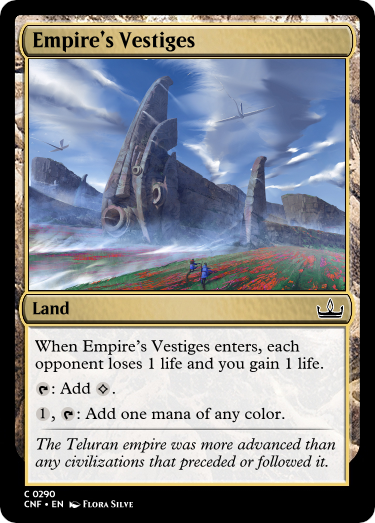 Empire's Vestiges
Land
When Empire's Vestiges enters, each
opponent loses 1 life and you gain 1 life.
: Add .
1, : Add one mana of any color.
The Teluran empire was more advanced than
any civilizations that preceded or followed it.
C 0290
CNF • EN Flora Silve